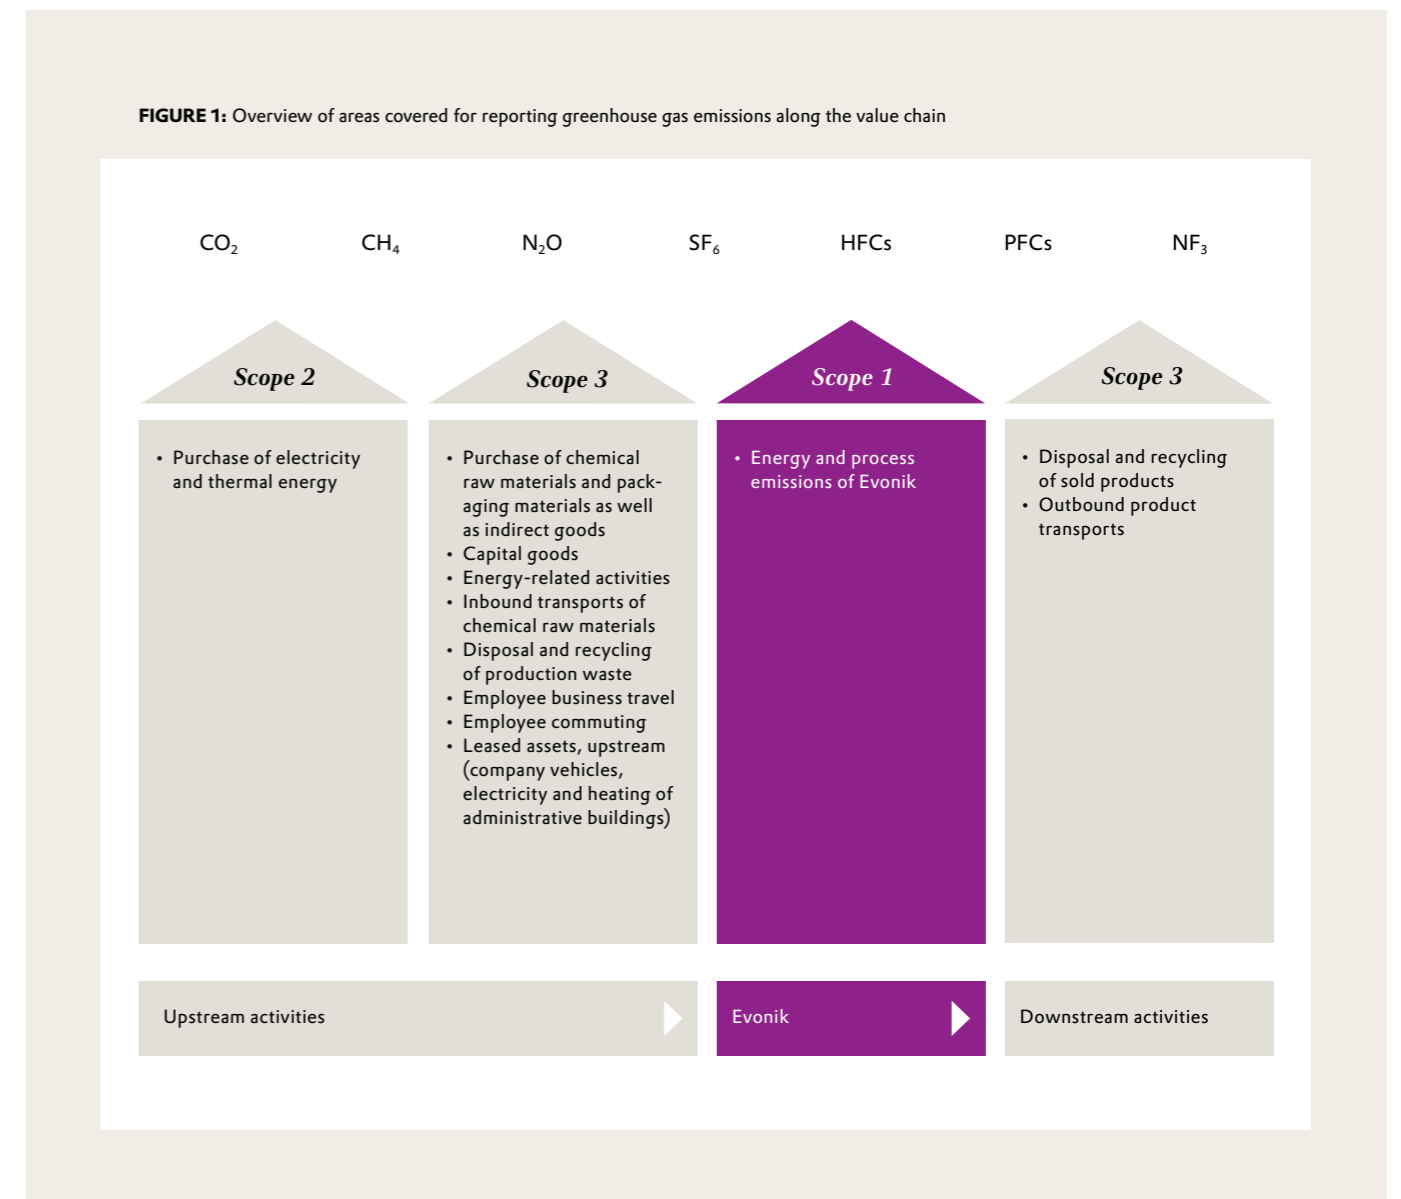 FIGURE 1: Overview of areas covered for reporting greenhouse gas emissions along the value chain
CO₂ CH₄ N₂O SF₆ HFCs PFCs NF₃
Scope 2
• Purchase of electricity
and thermal energy
Scope 3
• Purchase of chemical
raw materials and pack-
aging materials as well
as indirect goods
• Capital goods
• Energy-related activities
• Inbound transports of
chemical raw materials
• Disposal and recycling
of production waste
• Employee business travel
• Employee commuting
• Leased assets, upstream
(company vehicles,
electricity and heating of
administrative buildings)
Scope 1
• Energy and process
emissions of Evonik
Scope 3
• Disposal and recycling
of sold products
• Outbound product
transports
Upstream activities
Evonik
Downstream activities